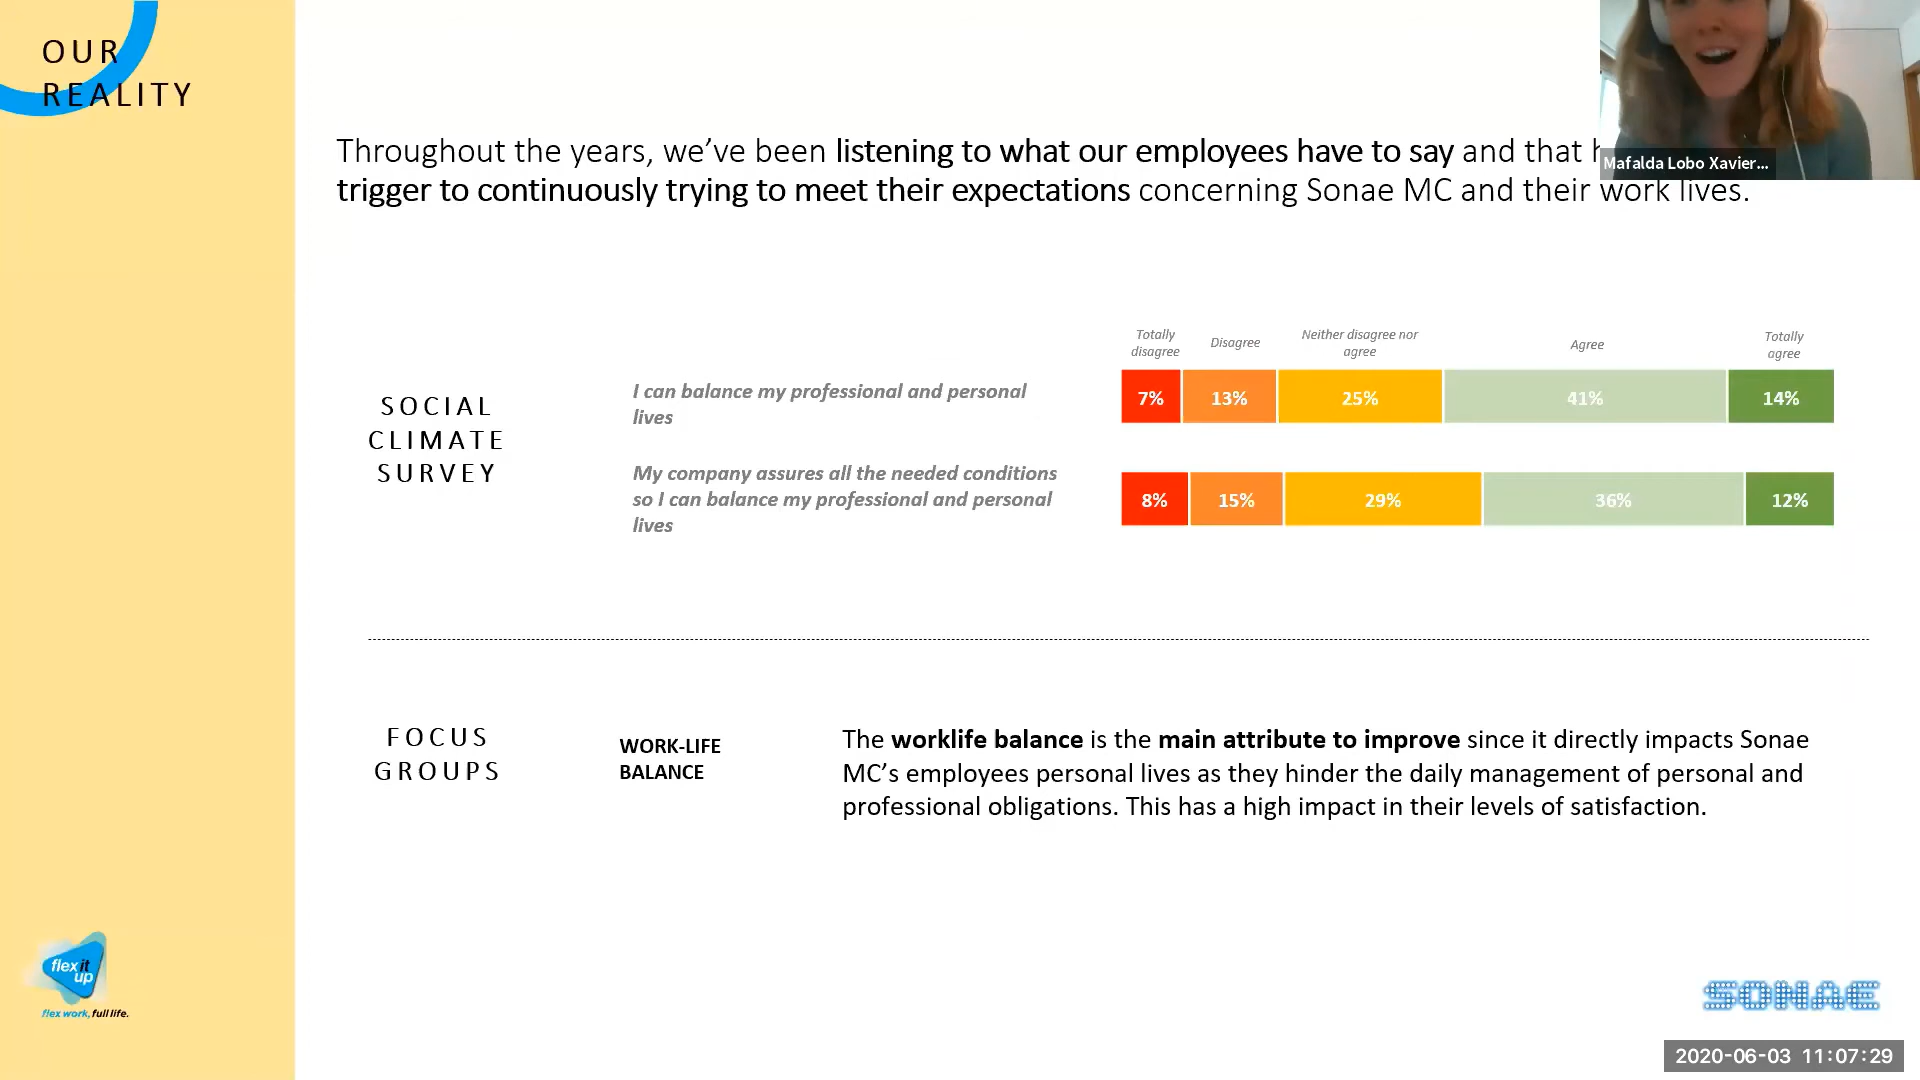 OUR
REALITY
Throughout the years, we've been listening to what our employees have to say and that
trigger to continuously trying to meet their expectations concerning Sonae MC and their work lives.
Mafalda Lobo Xavier...
Totally
disagree
Disagree
Neither disagree nor
agree
Agree
Totally
agree
SOCIAL
CLIMATE
SURVEY
I can balance my professional and personal
lives
7% 13% 25% 41% 14%
My company assures all the needed conditions
so I can balance my professional and personal
lives
8% 15% 29% 36% 12%
FOCUS
GROUPS
WORK-LIFE
BALANCE
The worklife balance is the main attribute to improve since it directly impacts Sonae
MC's employees personal lives as they hinder the daily management of personal and
professional obligations. This has a high impact in their levels of satisfaction.
flex it
up
flex work, full life.
SONAE
2020-06-03 11:07:29